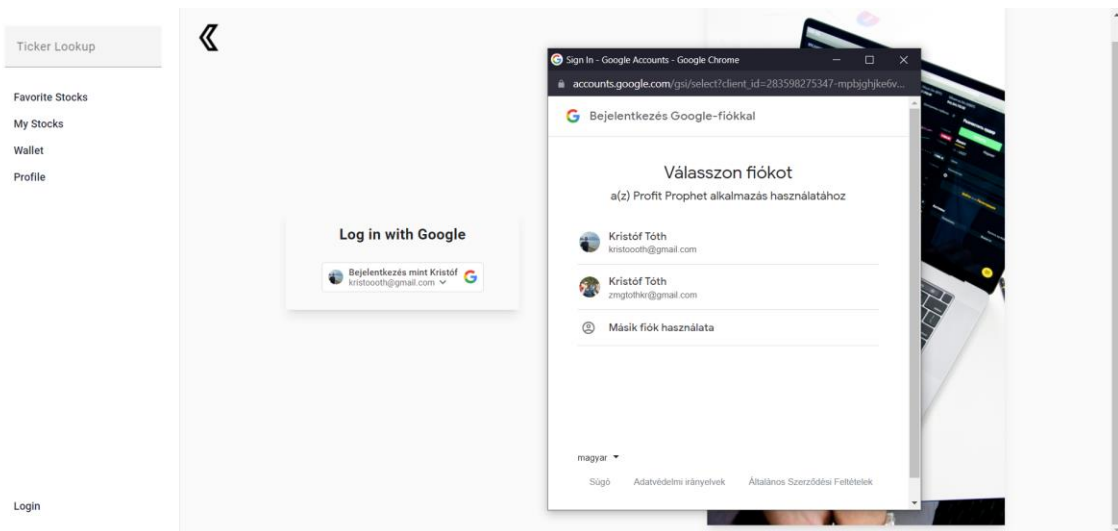 Ticker Lookup
Favorite Stocks
My Stocks
Wallet
Profile
Login
Log in with Google
Bejelentkezés mint Kristóf
kristoooth@gmail.com
Sign In - Google Accounts - Google Chrome
accounts.google.com/gsi/select?client_id=283598275347-mpbjghjke6v...
Bejelentkezés Google-fiókkal
Válasszon fiókot
a(z) Profit Prophet alkalmazás használatához
Kristóf Tóth
kristoooth@gmail.com
Kristóf Tóth
zmgtothkr@gmail.com
Másik fiók használata
magyar
Súgó Adatvédelmi irányelvek Általános Szerződési Feltételek